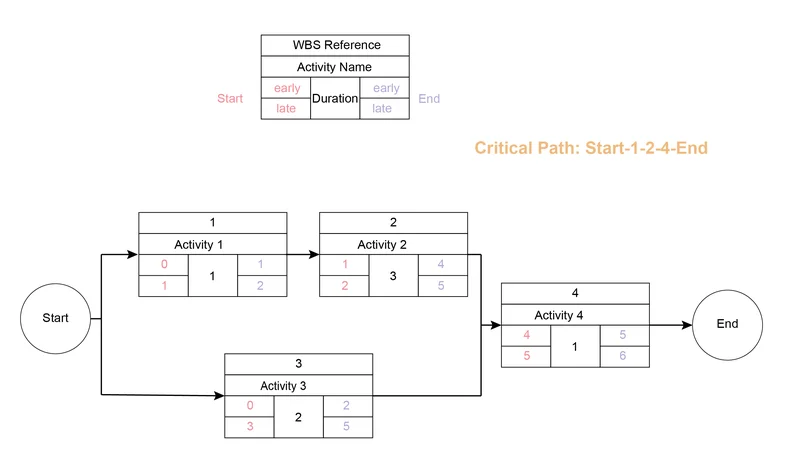 WBS Reference
Activity Name
Start early Duration early End
late late
Critical Path: Start-1-2-4-End
1
Activity 1
0 1 1
1 2
2
Activity 2
1 3 4
2 5
Start
4
Activity 4
4 1 5
5 6
End
3
Activity 3
0 2 2
3 5